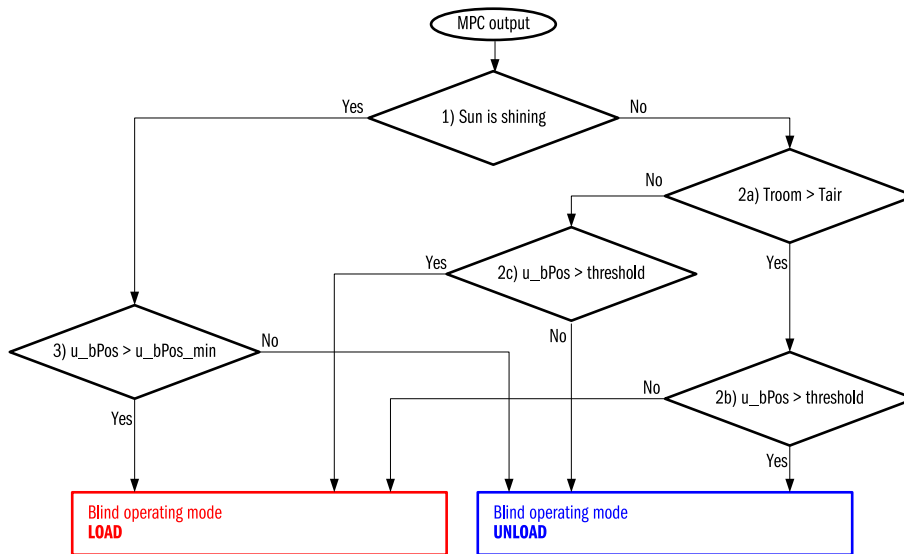 MPC output
1) Sun is shining
Yes
No
2a) Troom > Tair
No
Yes
2c) u_bPos > threshold
Yes
No
3) u_bPos > u_bPos_min
No
Yes
2b) u_bPos > threshold
No
Yes
Blind operating mode
LOAD
Blind operating mode
UNLOAD